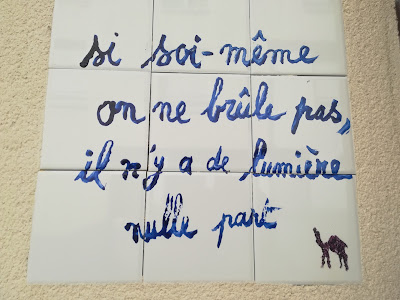 si soi-même
on ne brûle pas,
il n'y a de lumière
nulle part